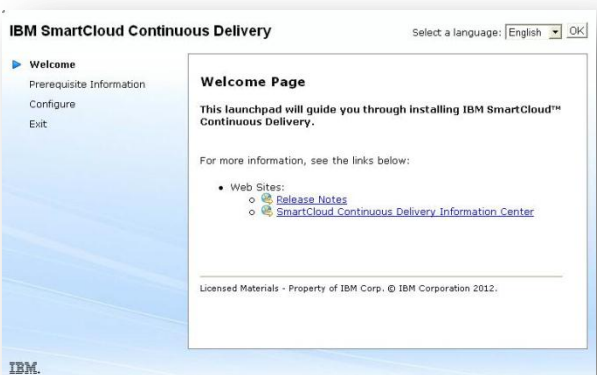 IBM SmartCloud Continuous Delivery
Select a language: English OK
Welcome
Prerequisite Information
Configure
Exit
Welcome Page
This launchpad will guide you through installing IBM SmartCloud™
Continuous Delivery.
For more information, see the links below:
• Web Sites:
o Release Notes
o SmartCloud Continuous Delivery Information Center
Licensed Materials - Property of IBM Corp. © IBM Corporation 2012.
IBM.